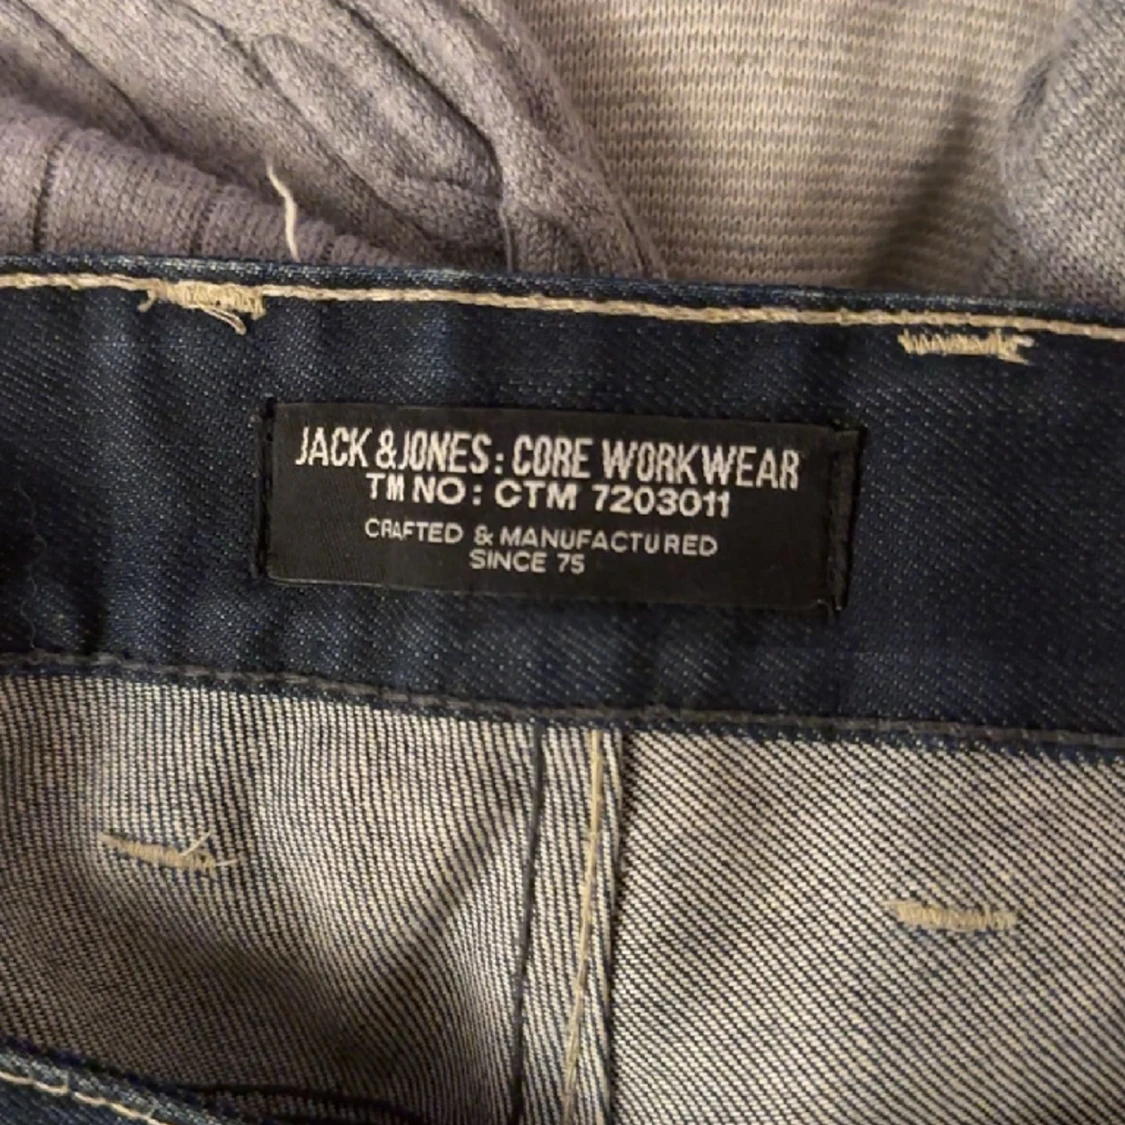 JACK & JONES : CORE WORKWEAR
TM NO : CTM 7203011
CRAFTED & MANUFACTURED
SINCE 75